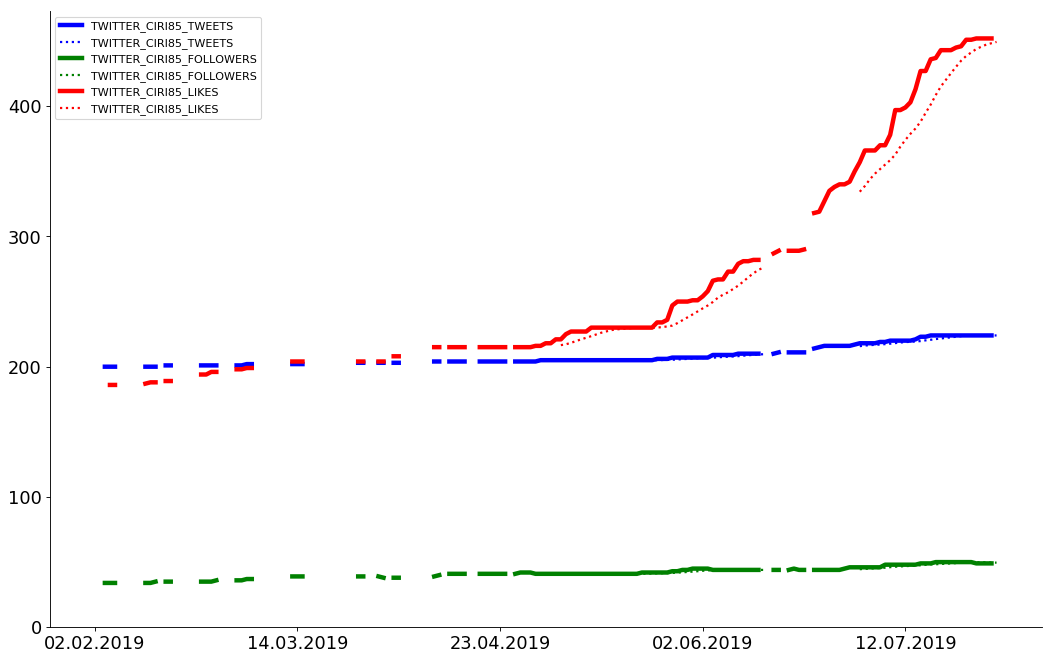 TWITTER_CIRI85_TWEETS
TWITTER_CIRI85_TWEETS
TWITTER_CIRI85_FOLLOWERS
TWITTER_CIRI85_FOLLOWERS
TWITTER_CIRI85_LIKES
TWITTER_CIRI85_LIKES
400
300
200
100
0
02.02.2019 14.03.2019 23.04.2019 02.06.2019 12.07.2019